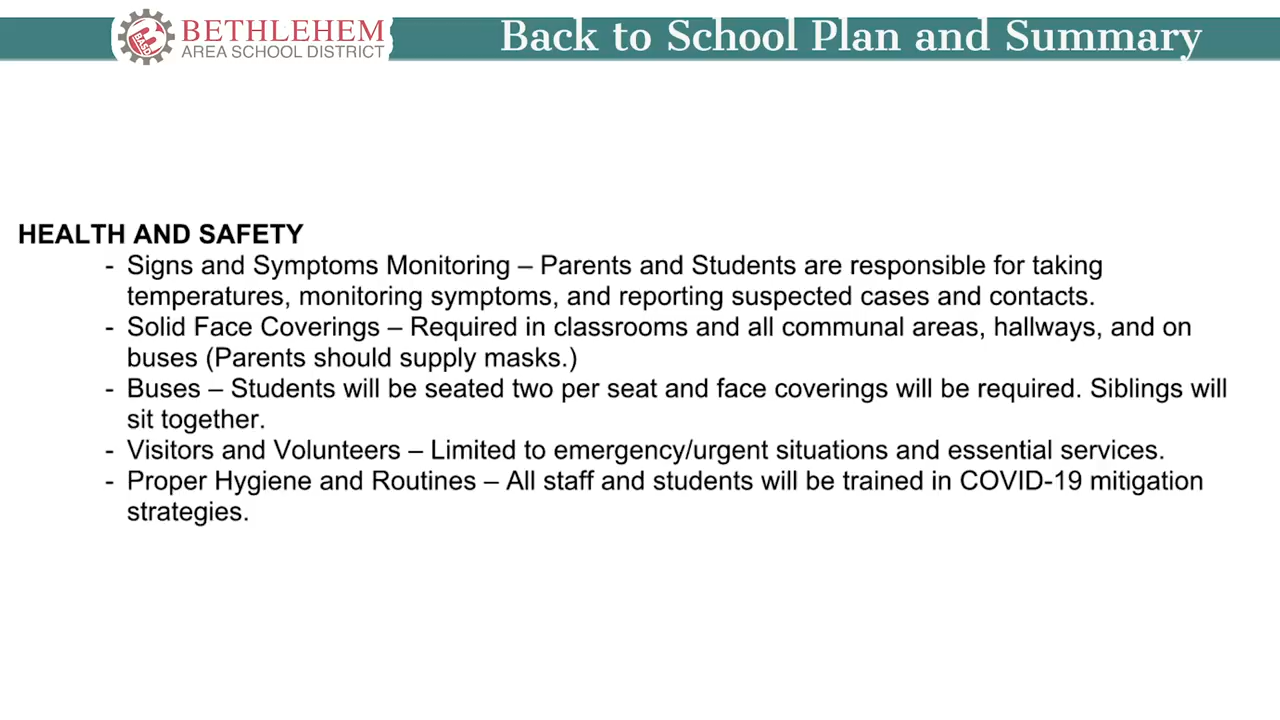 BETHLEHEM
AREA SCHOOL DISTRICT
Back to School Plan and Summary
BASD
HEALTH AND SAFETY
- Signs and Symptoms Monitoring – Parents and Students are responsible for taking
temperatures, monitoring symptoms, and reporting suspected cases and contacts.
- Solid Face Coverings – Required in classrooms and all communal areas, hallways, and on
buses (Parents should supply masks.)
- Buses – Students will be seated two per seat and face coverings will be required. Siblings will
sit together.
- Visitors and Volunteers – Limited to emergency/urgent situations and essential services.
- Proper Hygiene and Routines – All staff and students will be trained in COVID-19 mitigation
strategies.